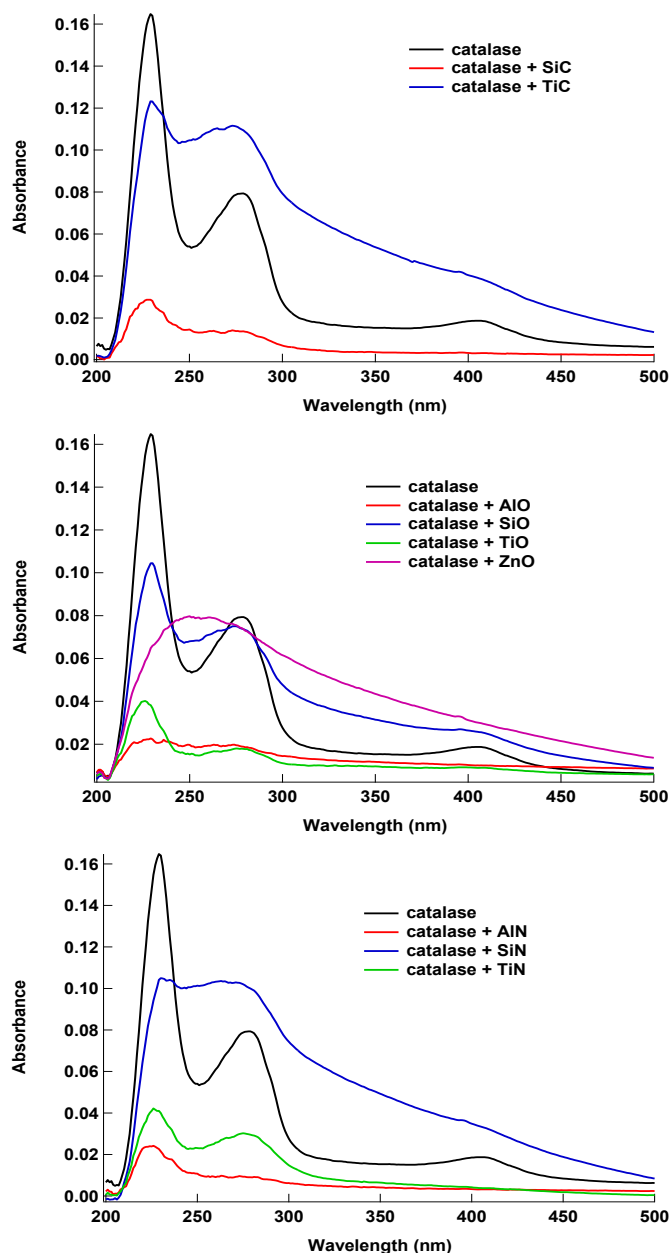 0.16
0.14
0.12
0.10
0.08
0.06
0.04
0.02
0.00
Absorbance
catalase
catalase + SiC
catalase + TiC
200 250 300 350 400 450 500
Wavelength (nm)
0.16
0.14
0.12
0.10
0.08
0.06
0.04
0.02
Absorbance
catalase
catalase + AlO
catalase + SiO
catalase + TiO
catalase + ZnO
200 250 300 350 400 450 500
Wavelength (nm)
0.16
0.14
0.12
0.10
0.08
0.06
0.04
0.02
0.00
Absorbance
catalase
catalase + AlN
catalase + SiN
catalase + TiN
200 250 300 350 400 450 500
Wavelength (nm)